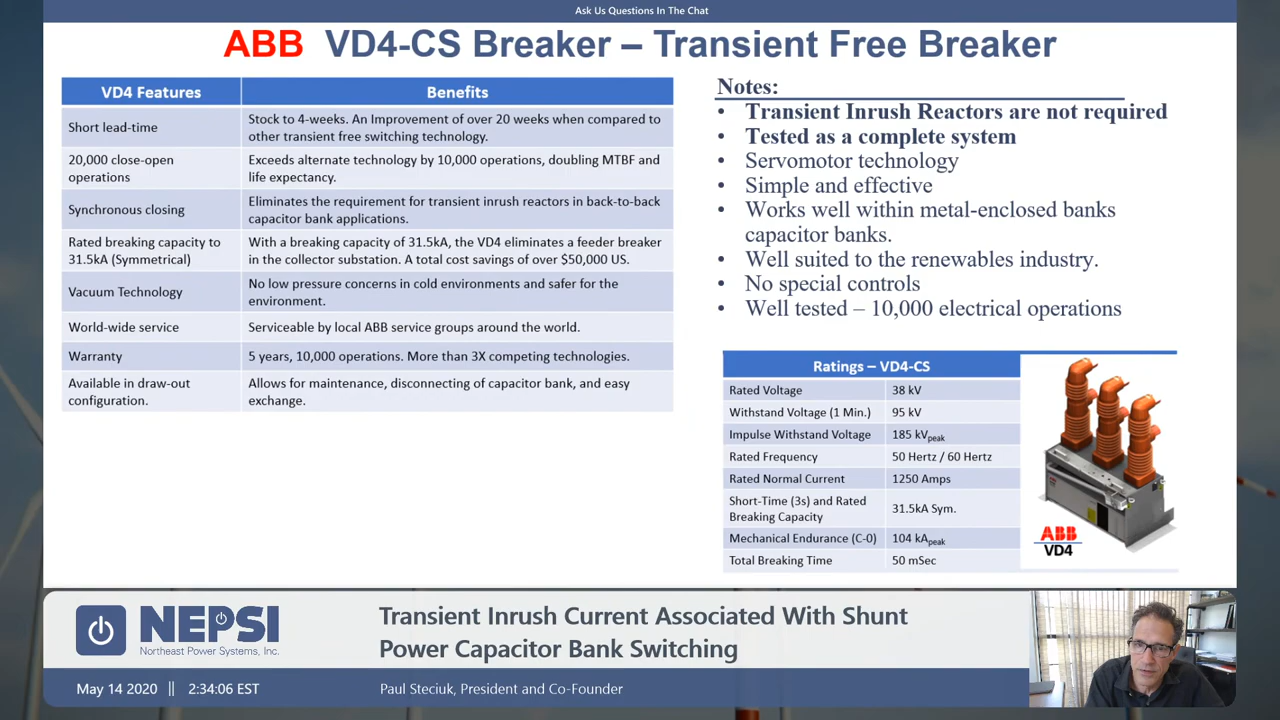 Ask Us Questions In The Chat
ABB VD4-CS Breaker – Transient Free Breaker
VD4 Features
Benefits
Short lead-time
Stock to 4-weeks. An Improvement of over 20 weeks when compared to
other transient free switching technology.
20,000 close-open
operations
Exceeds alternate technology by 10,000 operations, doubling MTBF and
life expectancy.
Synchronous closing
Eliminates the requirement for transient inrush reactors in back-to-back
capacitor bank applications.
Rated breaking capacity to
31.5kA (Symmetrical)
With a breaking capacity of 31.5kA, the VD4 eliminates a feeder breaker
in the collector substation. A total cost savings of over $50,000 US.
Vacuum Technology
No low pressure concerns in cold environments and safer for the
environment.
World-wide service
Serviceable by local ABB service groups around the world.
Warranty
5 years, 10,000 operations. More than 3X competing technologies.
Available in draw-out
configuration.
Allows for maintenance, disconnecting of capacitor bank, and easy
exchange.
Notes:
• Transient Inrush Reactors are not required
• Tested as a complete system
• Servomotor technology
• Simple and effective
• Works well within metal-enclosed banks
capacitor banks.
• Well suited to the renewables industry.
• No special controls
• Well tested – 10,000 electrical operations
Ratings – VD4-CS
Rated Voltage
38 kV
Withstand Voltage (1 Min.)
95 kV
Impulse Withstand Voltage
185 kVpeak
Rated Frequency
50 Hertz / 60 Hertz
Rated Normal Current
1250 Amps
Short-Time (3s) and Rated
Breaking Capacity
31.5kA Sym.
Mechanical Endurance (C-0)
104 kApeak
Total Breaking Time
50 mSec
ABB
VD4
NEPSI
Northeast Power Systems, Inc.
Transient Inrush Current Associated With Shunt
Power Capacitor Bank Switching
May 14 2020 || 2:34:06 EST
Paul Steciuk, President and Co-Founder